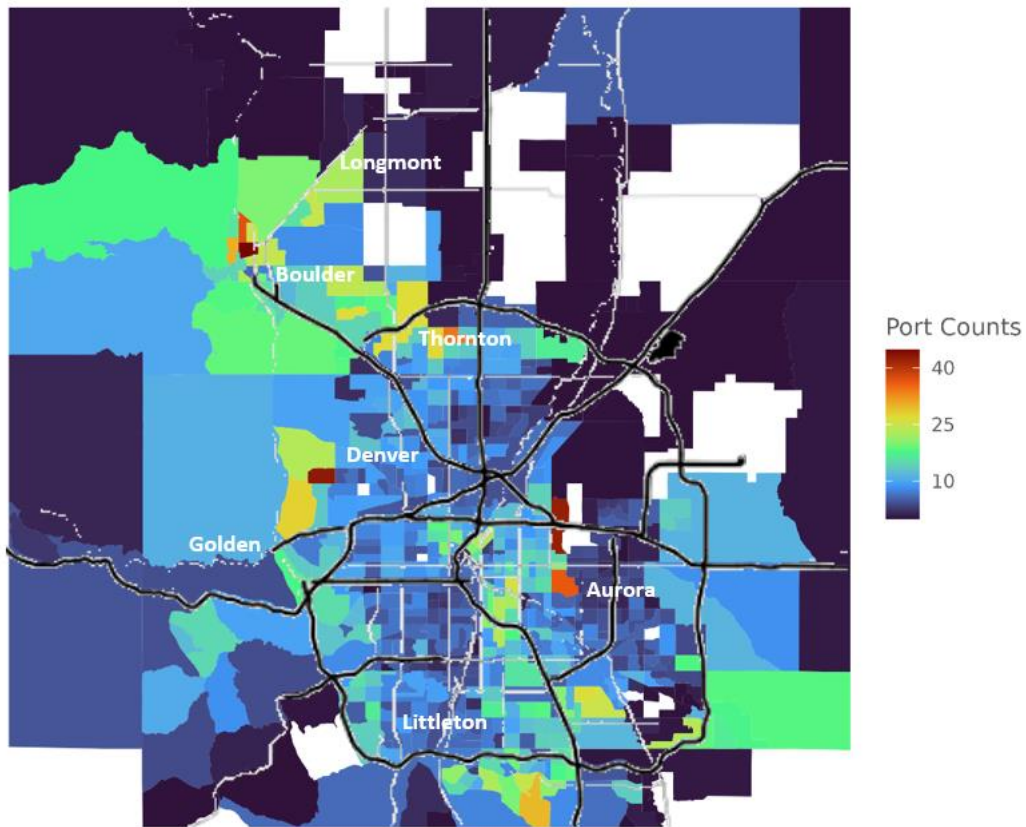 Longmont
Boulder
Thornton
Denver
Golden
Aurora
Littleton
Port Counts
40
25
10